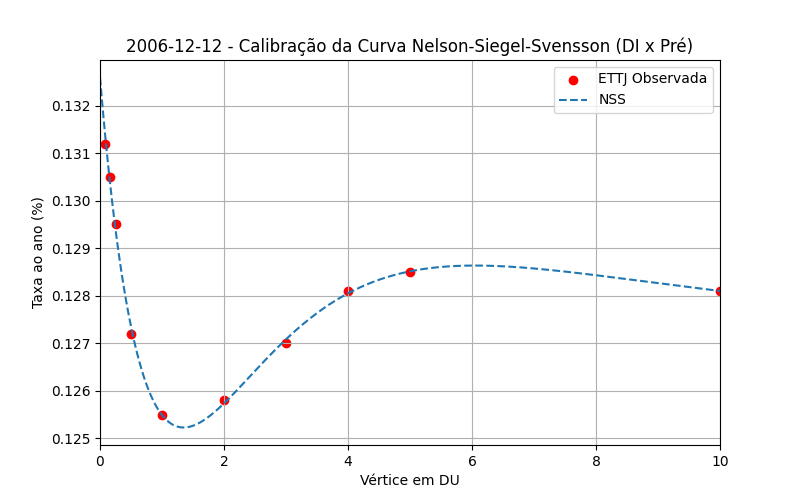 2006-12-12 - Calibração da Curva Nelson-Siegel-Svensson (DI x Pré)
ETTJ Observada
NSS
Taxa ao ano (%)
0.132
0.131
0.130
0.129
0.128
0.127
0.126
0.125
0 2 4 6 8 10
Vértice em DU